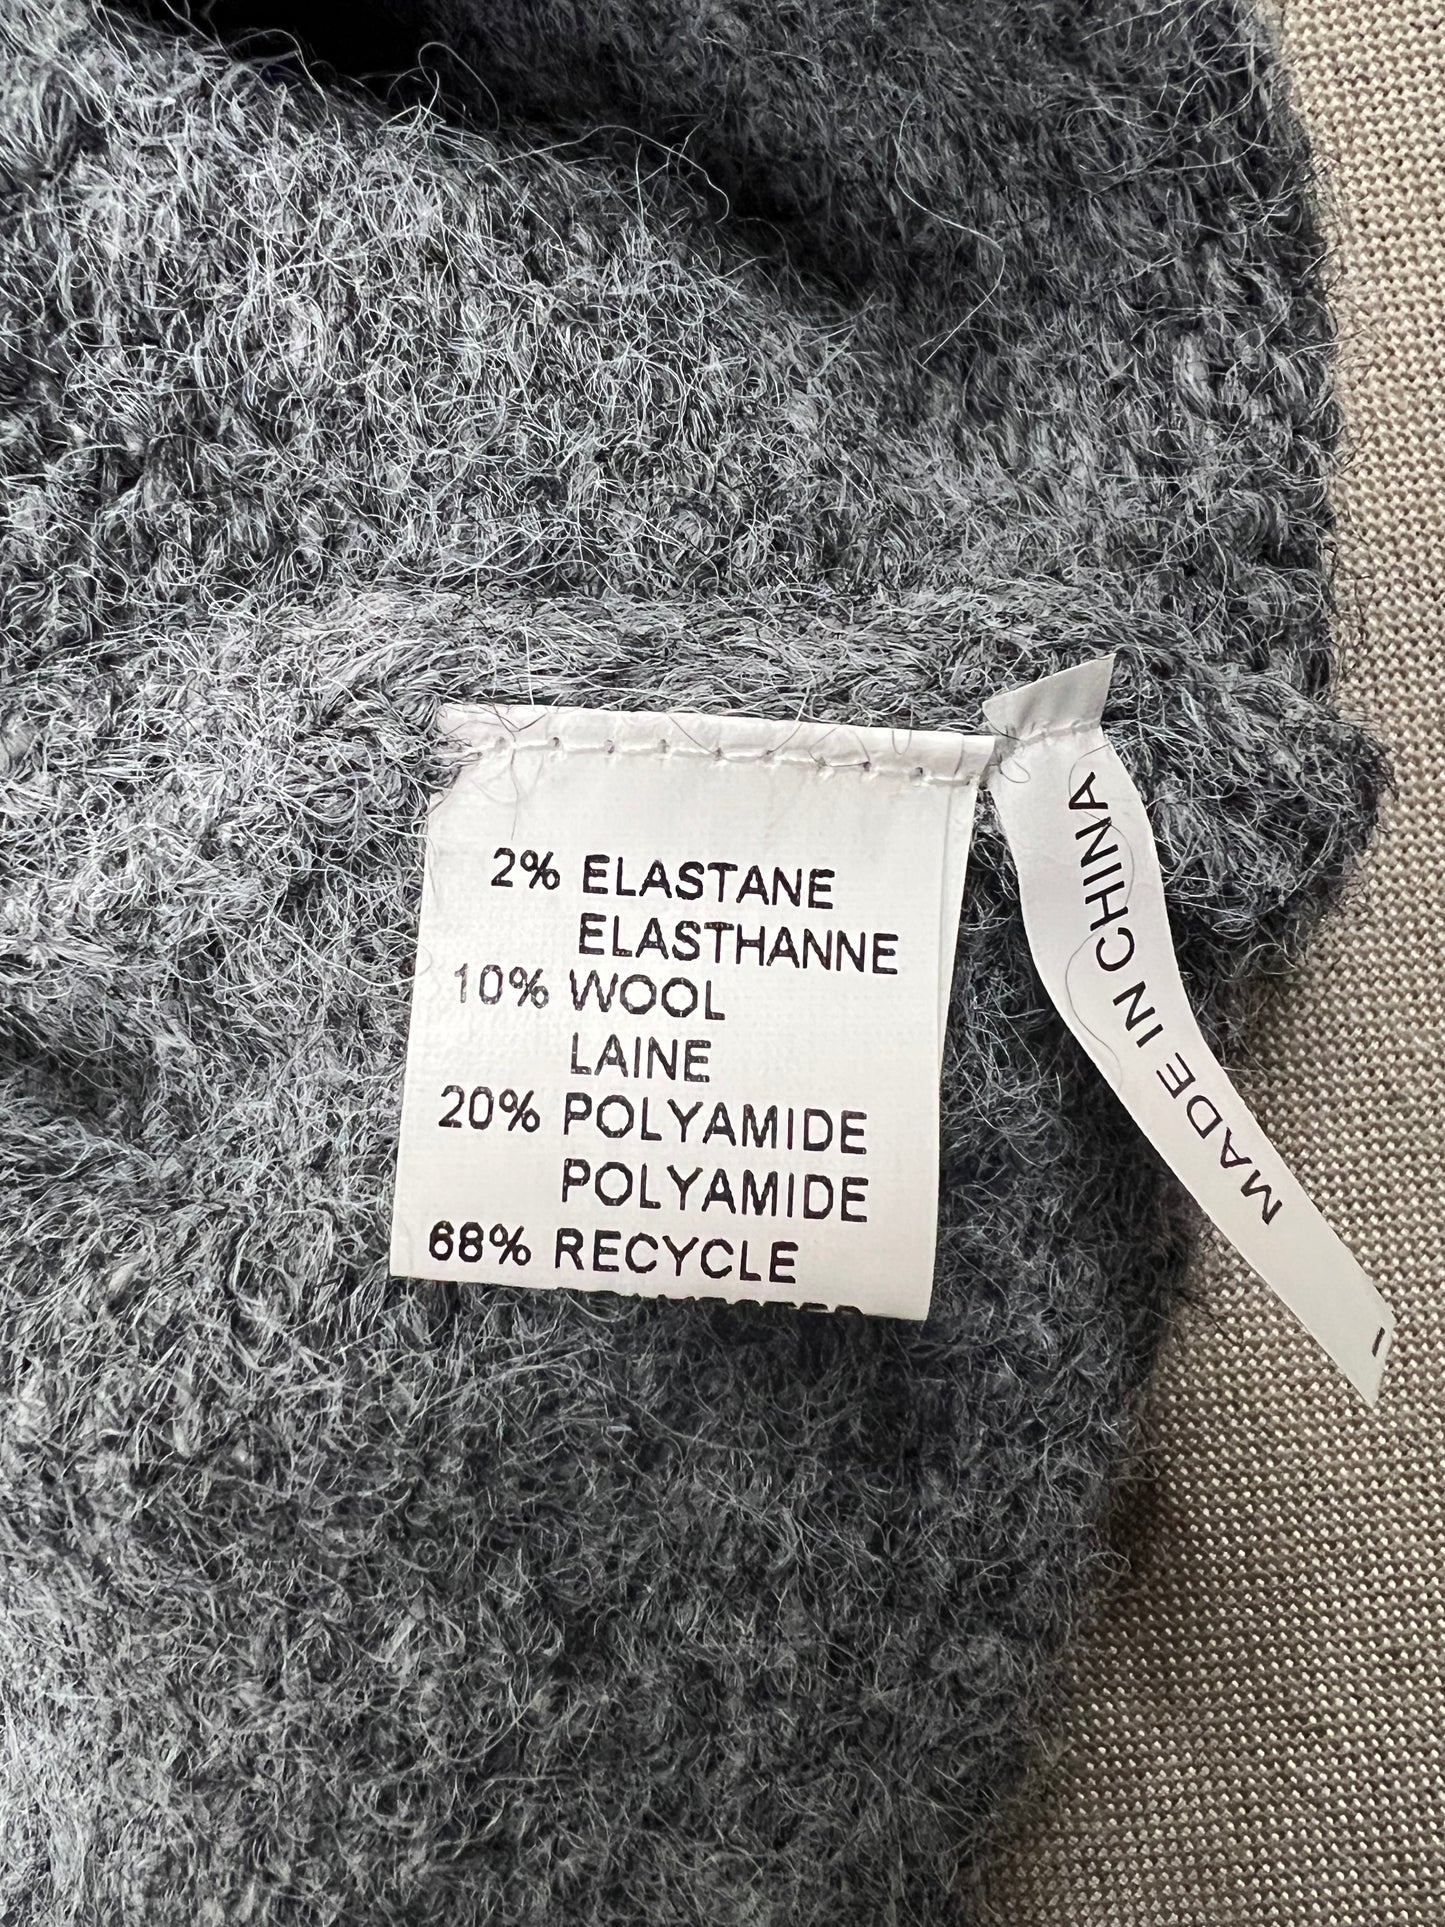 2% ELASTANE
ELASTHANNE
10% WOOL
LAINE
20% POLYAMIDE
POLYAMIDE
68% RECYCLE
MADE IN CHINA